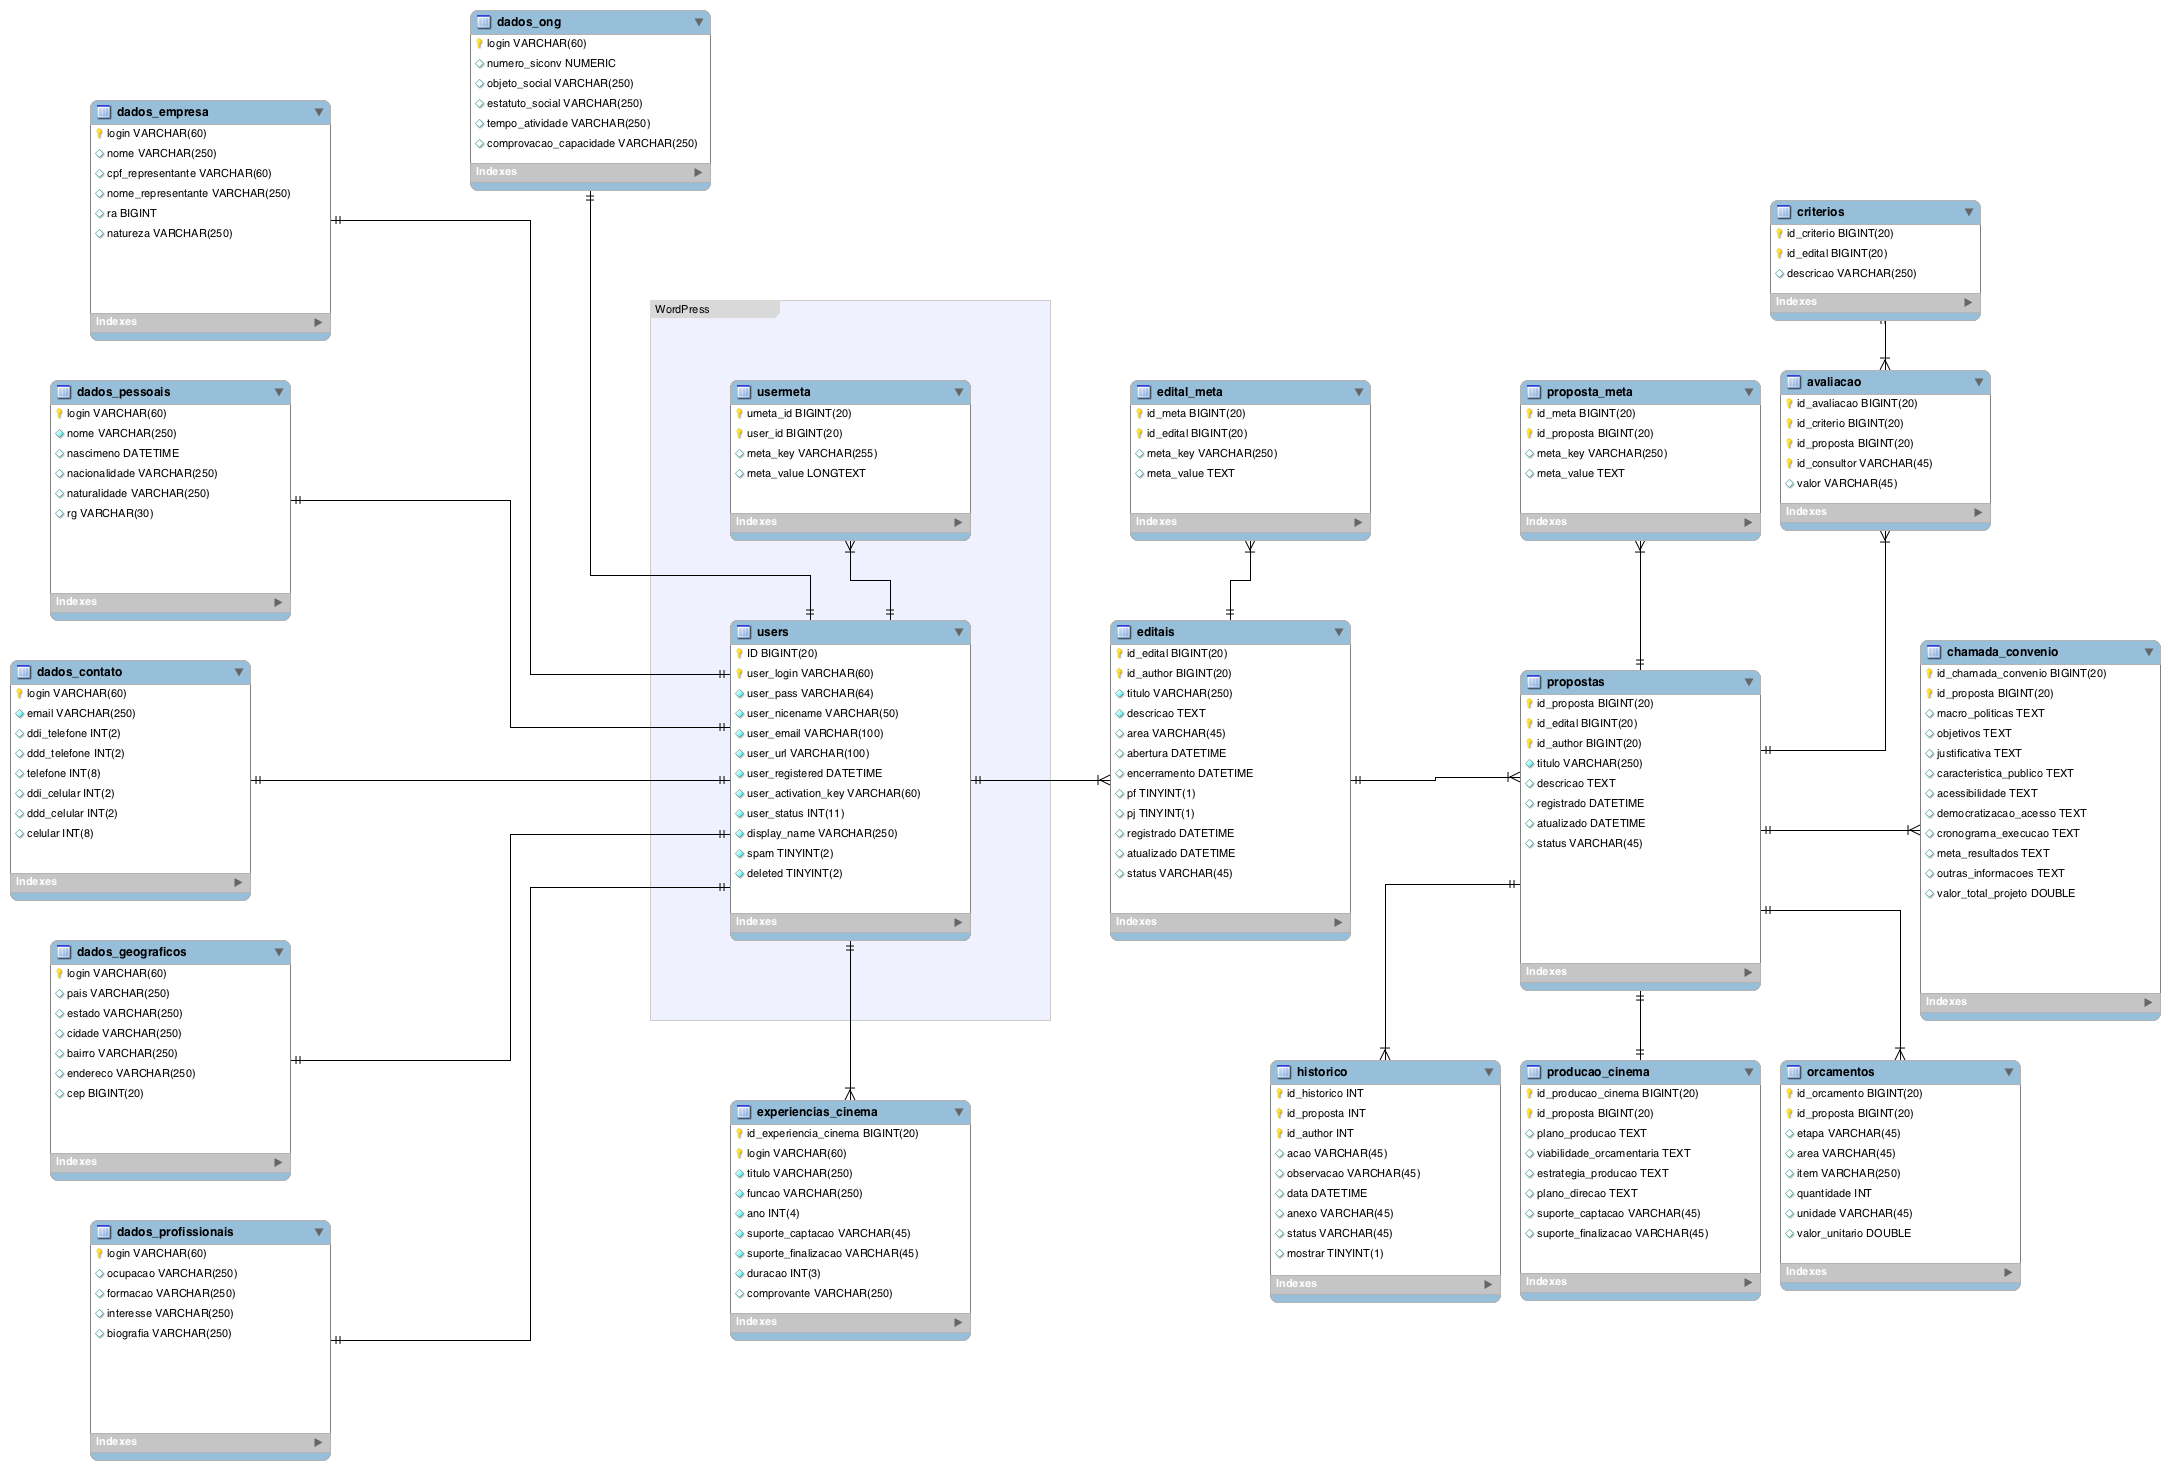 dados_ong
login VARCHAR(60)
numero_siconv NUMERIC
objeto_social VARCHAR(250)
estatuto_social VARCHAR(250)
tempo_atividade VARCHAR(250)
comprovacao_capacidade VARCHAR(250)
Indexes
dados_empresa
login VARCHAR(60)
nome VARCHAR(250)
cpf_representante VARCHAR(60)
nome_representante VARCHAR(250)
ra BIGINT
natureza VARCHAR(250)
Indexes
dados_pessoais
login VARCHAR(60)
nome VARCHAR(250)
nascimeno DATETIME
nacionalidade VARCHAR(250)
naturalidade VARCHAR(250)
rg VARCHAR(30)
Indexes
dados_contato
login VARCHAR(60)
email VARCHAR(250)
ddi_telefone INT(2)
ddd_telefone INT(2)
telefone INT(8)
ddi_celular INT(2)
ddd_celular INT(2)
celular INT(8)
Indexes
dados_geograficos
login VARCHAR(60)
pais VARCHAR(250)
estado VARCHAR(250)
cidade VARCHAR(250)
bairro VARCHAR(250)
endereco VARCHAR(250)
cep BIGINT(20)
Indexes
dados_profissionais
login VARCHAR(60)
ocupacao VARCHAR(250)
formacao VARCHAR(250)
interesse VARCHAR(250)
biografia VARCHAR(250)
Indexes
WordPress
usermeta
umeta_id BIGINT(20)
user_id BIGINT(20)
meta_key VARCHAR(255)
meta_value LONGTEXT
Indexes
users
ID BIGINT(20)
user_login VARCHAR(60)
user_pass VARCHAR(64)
user_nicename VARCHAR(50)
user_email VARCHAR(100)
user_url VARCHAR(100)
user_registered DATETIME
user_activation_key VARCHAR(60)
user_status INT(11)
display_name VARCHAR(250)
spam TINYINT(2)
deleted TINYINT(2)
Indexes
experiencias_cinema
id_experiencia_cinema BIGINT(20)
login VARCHAR(60)
titulo VARCHAR(250)
funcao VARCHAR(250)
ano INT(4)
suporte_captacao VARCHAR(45)
suporte_finalizacao VARCHAR(45)
duracao INT(3)
comprovante VARCHAR(250)
Indexes
edital_meta
id_meta BIGINT(20)
id_edital BIGINT(20)
meta_key VARCHAR(250)
meta_value TEXT
Indexes
editais
id_edital BIGINT(20)
id_author BIGINT(20)
titulo VARCHAR(250)
descricao TEXT
area VARCHAR(45)
abertura DATETIME
encerramento DATETIME
pf TINYINT(1)
pj TINYINT(1)
registrado DATETIME
atualizado DATETIME
status VARCHAR(45)
Indexes
proposta_meta
id_meta BIGINT(20)
id_proposta BIGINT(20)
meta_key VARCHAR(250)
meta_value TEXT
Indexes
propostas
id_proposta BIGINT(20)
id_edital BIGINT(20)
id_author BIGINT(20)
titulo VARCHAR(250)
descricao TEXT
registrado DATETIME
atualizado DATETIME
status VARCHAR(45)
Indexes
criterios
id_criterio BIGINT(20)
id_edital BIGINT(20)
descricao VARCHAR(250)
Indexes
avaliacao
id_avaliacao BIGINT(20)
id_criterio BIGINT(20)
id_proposta BIGINT(20)
id_consultor VARCHAR(45)
valor VARCHAR(45)
Indexes
chamada_convenio
id_chamada_convenio BIGINT(20)
id_proposta BIGINT(20)
macro_politicas TEXT
objetivos TEXT
justificativa TEXT
caracteristica_publico TEXT
acessibilidade TEXT
democratizacao_acesso TEXT
cronograma_execucao TEXT
meta_resultados TEXT
outras_informacoes TEXT
valor_total_projeto DOUBLE
Indexes
historico
id_historico INT
id_proposta INT
id_author INT
acao VARCHAR(45)
observacao VARCHAR(45)
data DATETIME
anexo VARCHAR(45)
status VARCHAR(45)
mostrar TINYINT(1)
Indexes
producao_cinema
id_producao_cinema BIGINT(20)
id_proposta BIGINT(20)
plano_producao TEXT
viabilidade_orcamentaria TEXT
estrategia_producao TEXT
plano_direcao TEXT
suporte_captacao VARCHAR(45)
suporte_finalizacao VARCHAR(45)
Indexes
orcamentos
id_orcamento BIGINT(20)
id_proposta BIGINT(20)
etapa VARCHAR(45)
area VARCHAR(45)
item VARCHAR(250)
quantidade INT
unidade VARCHAR(45)
valor_unitario DOUBLE
Indexes